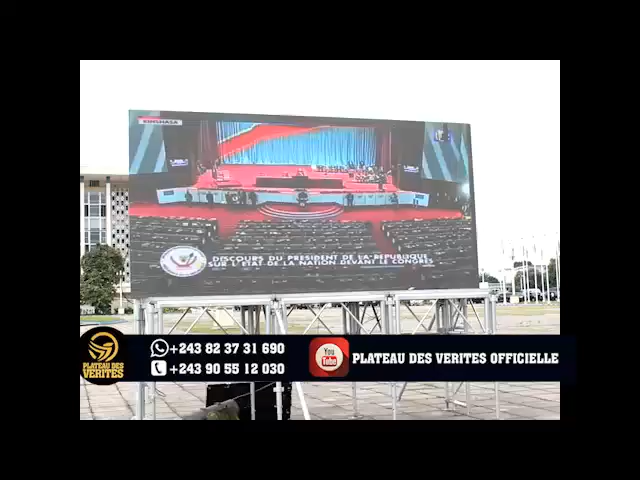 KINSHASA
DISCOURS DU PRESIDENT DE LA REPUBLIQUE
SUR L'ETAT DE LA NATION DEVANT LE CONGRES
PLATEAU DES
VERITES
+243 82 37 31 690
+243 90 55 12 030
You
Tube
PLATEAU DES VERITES OFFICIELLE